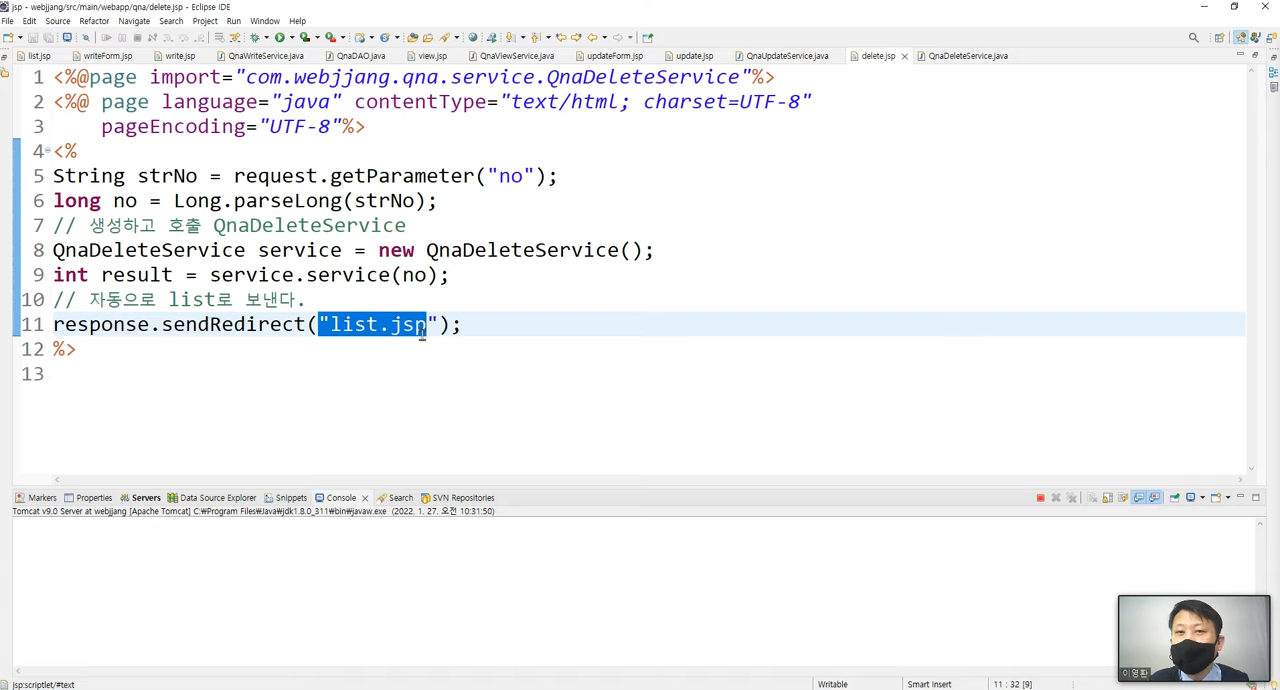 jsp - webjjang/src/main/webapp/qna/delete.jsp - Eclipse IDE
File Edit Source Refactor Navigate Search Project Run Window Help
list.jsp writeForm.jsp write.jsp QnaWriteService.java QnaDAO.java view.jsp QnaViewService.java updateForm.jsp update.jsp QnaUpdateService.java delete.jsp QnaDeleteService.java
1 <%@page import="com.webjjang.qna.service.QnaDeleteService"%>
2 <%@ page language="java" contentType="text/html; charset=UTF-8"
3 pageEncoding="UTF-8"%>
4 <%
5 String strNo = request.getParameter("no");
6 long no = Long.parseLong(strNo);
7 // 생성하고 호출 QnaDeleteService
8 QnaDeleteService service = new QnaDeleteService();
9 int result = service.service(no);
10 // 자동으로 list로 보낸다.
11 response.sendRedirect("list.jsp");
12 %>
13
Markers Properties Servers Data Source Explorer Snippets Console Search SVN Repositories
Tomcat v9.0 Server at webjjang [Apache Tomcat] C:₩Program Files₩Java₩jdk1.8.0_311₩bin₩javaw.exe (2022. 1. 27. 오전 10:31:50)
이영환
jsp:scriptlet/#text Writable Smart Insert 11 : 32 [9]